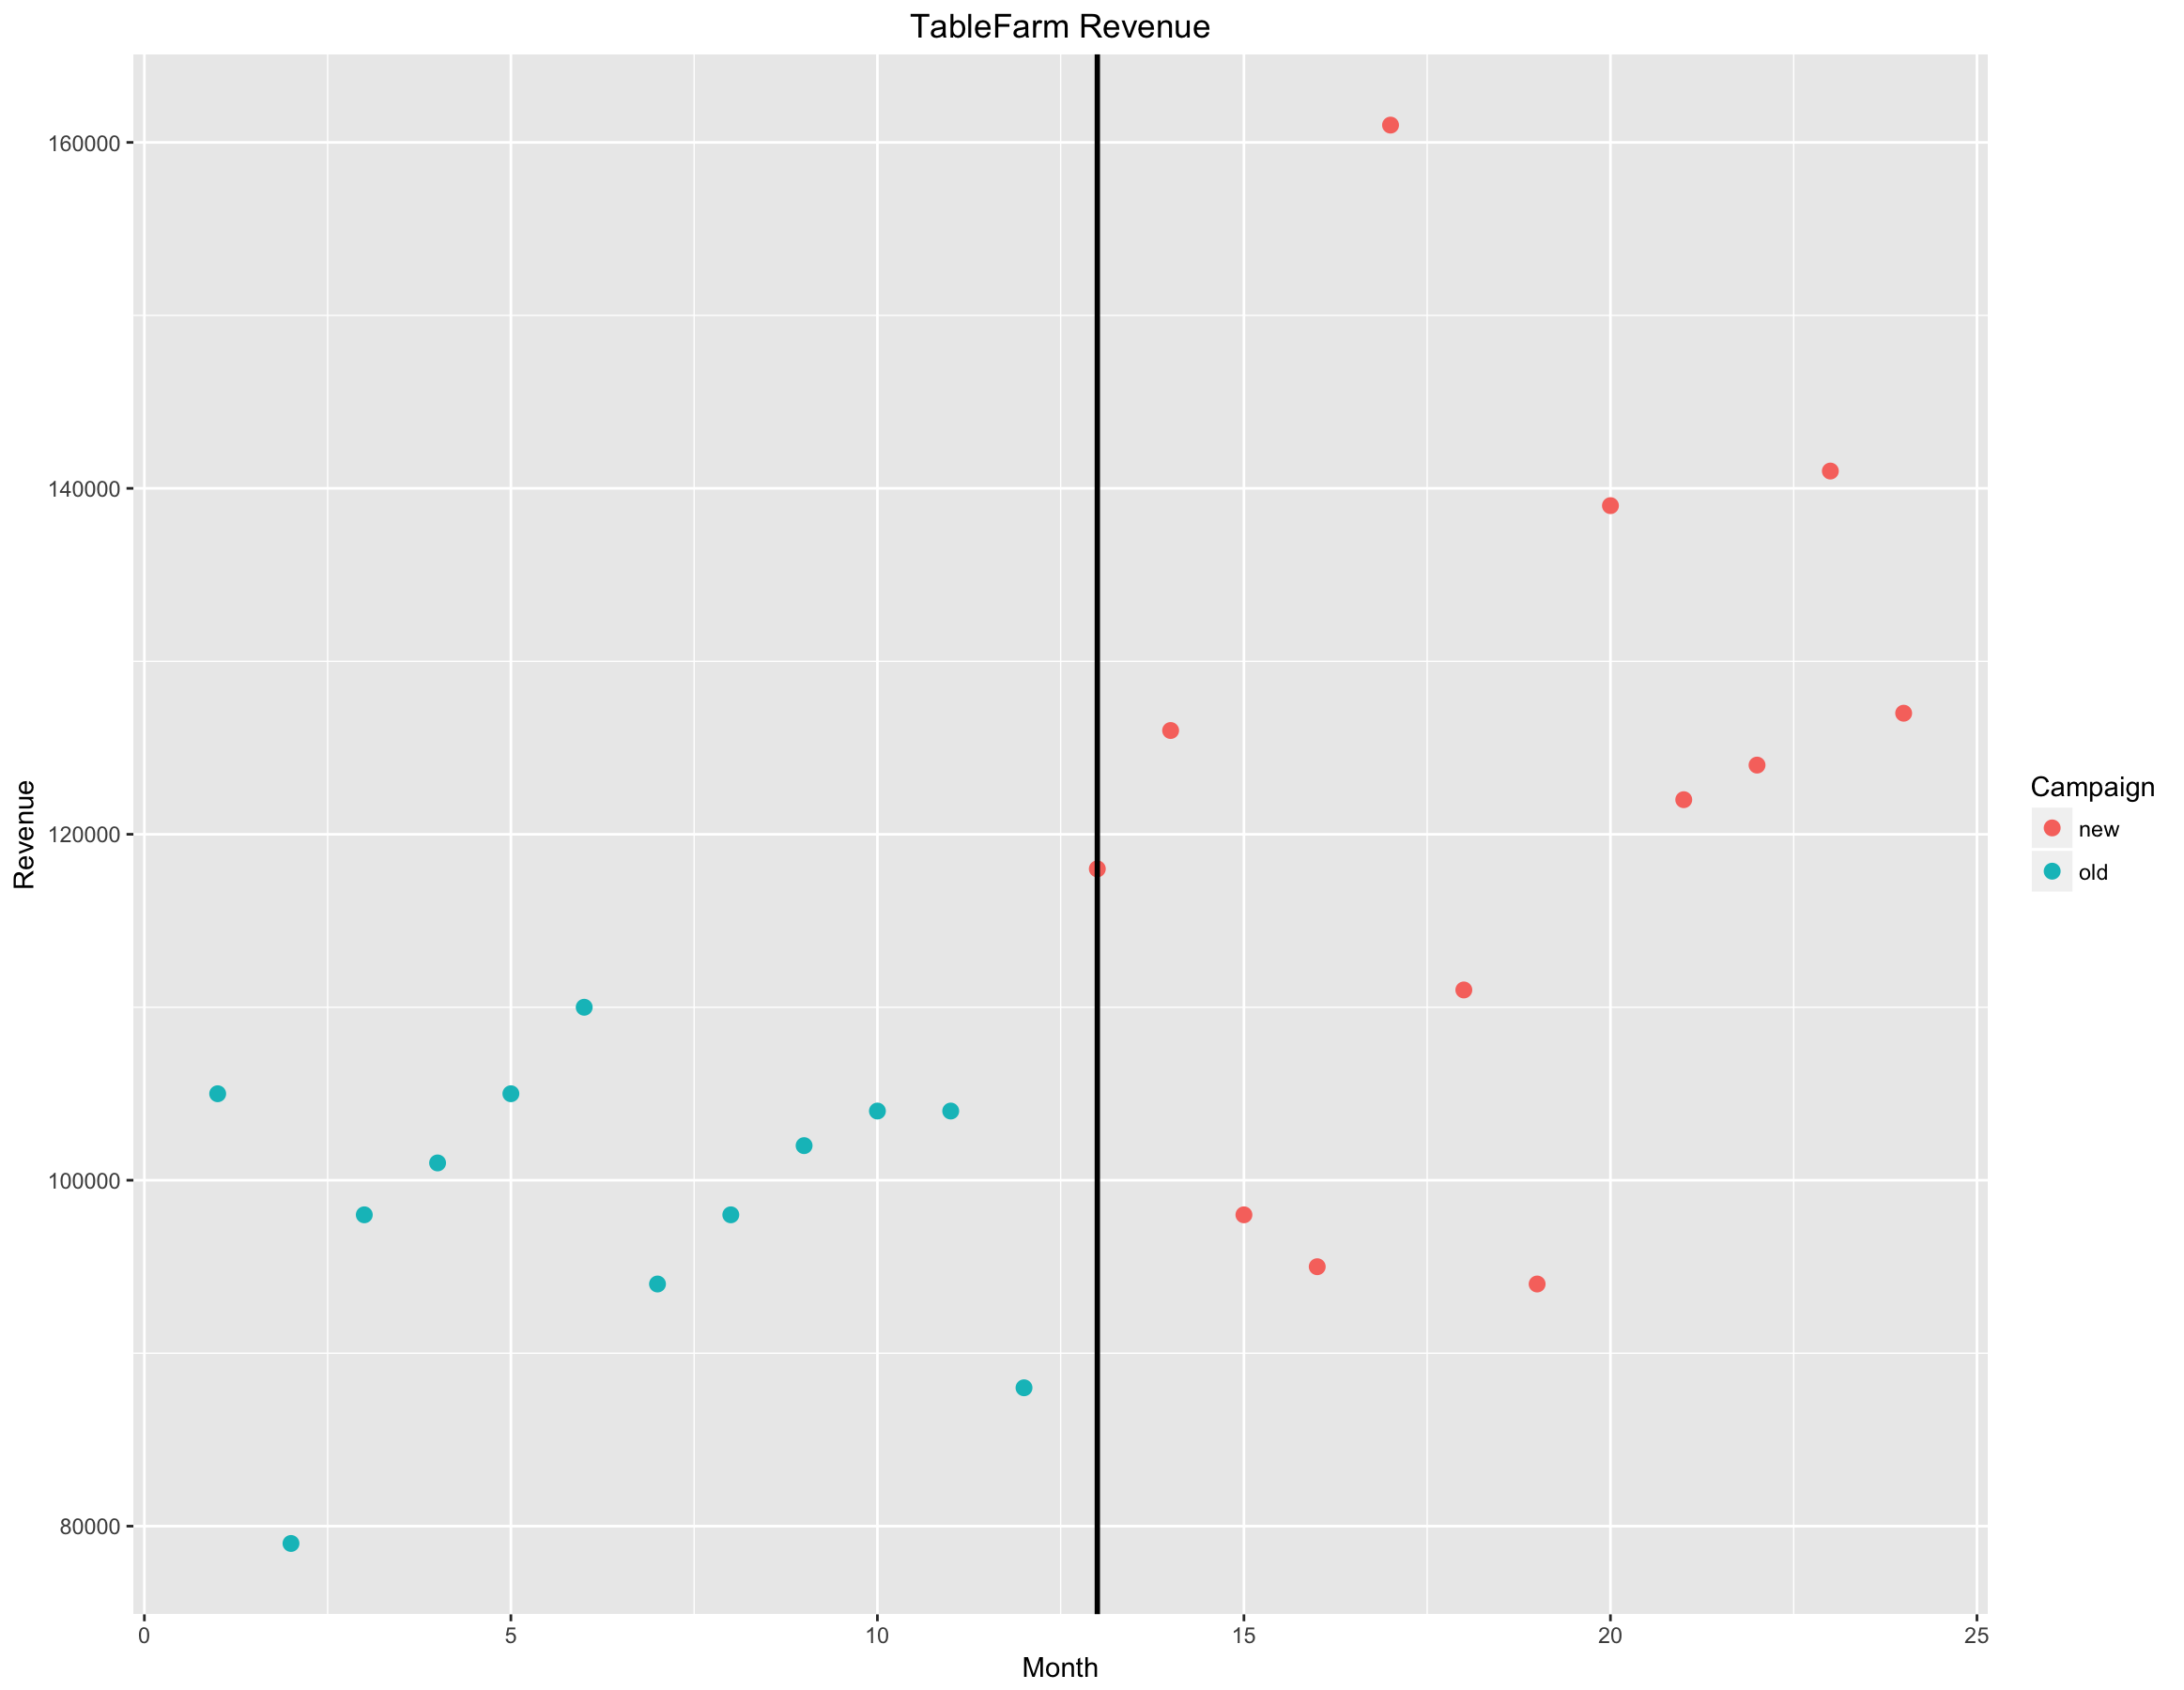 TableFarm Revenue
160000
140000
120000
100000
80000
Revenue
0 5 10 15 20 25
Month
Campaign
new
old